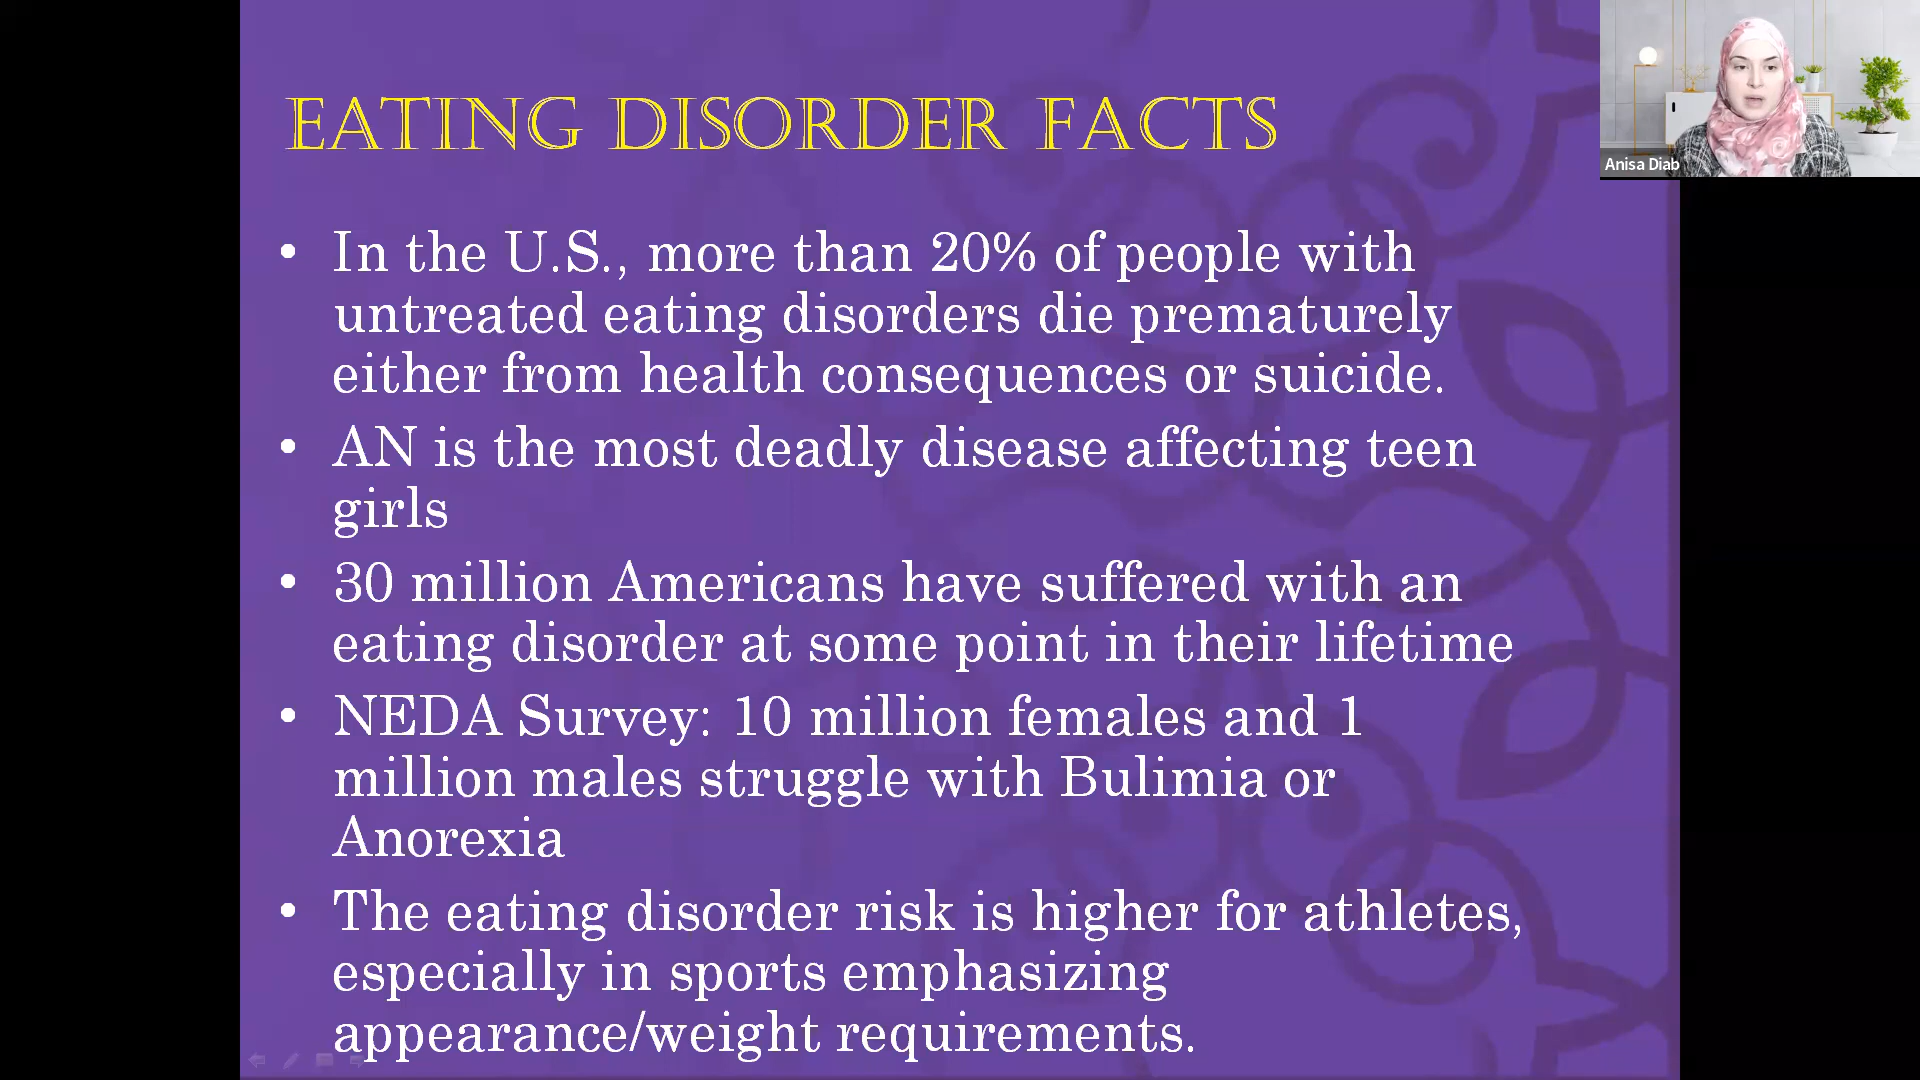 EATING DISORDER FACTS
Anisa Diab
• In the U.S., more than 20% of people with
untreated eating disorders die prematurely
either from health consequences or suicide.
• AN is the most deadly disease affecting teen
girls
• 30 million Americans have suffered with an
eating disorder at some point in their lifetime
• NEDA Survey: 10 million females and 1
million males struggle with Bulimia or
Anorexia
• The eating disorder risk is higher for athletes,
especially in sports emphasizing
appearance/weight requirements.